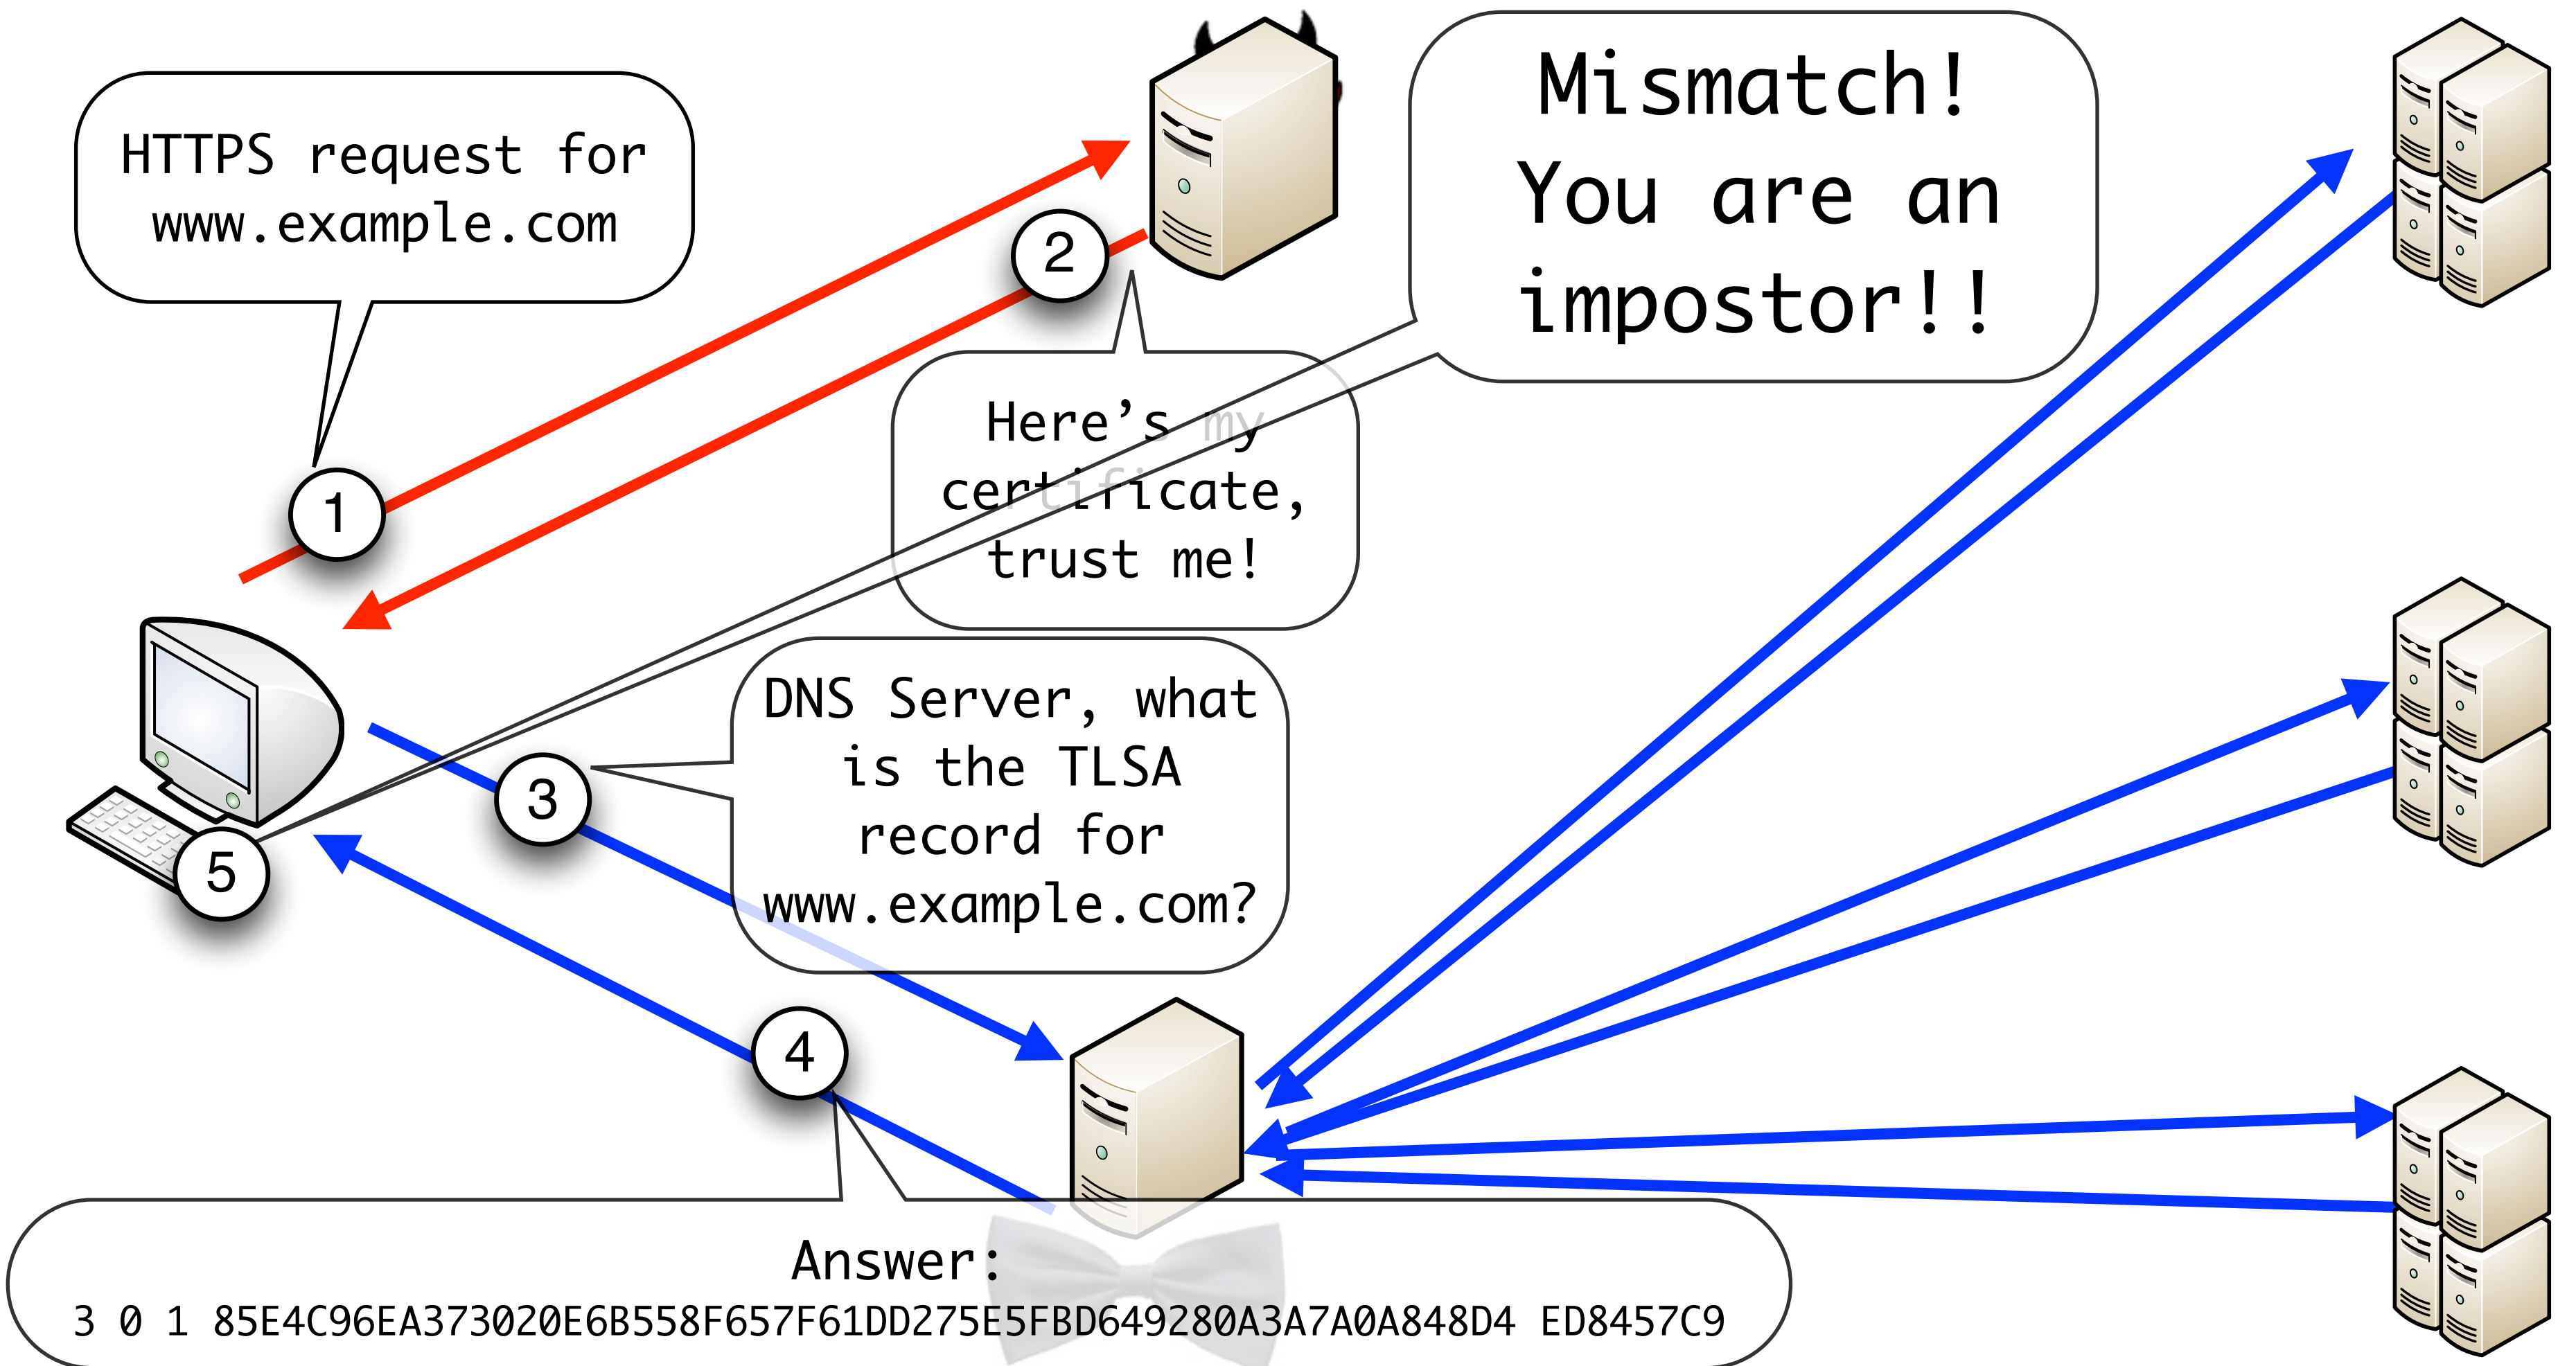 HTTPS request for
www.example.com
1
2
Mismatch!
You are an
impostor!!
Here’s my
certificate,
trust me!
3
DNS Server, what
is the TLSA
record for
www.example.com?
5
4
Answer:
3 0 1 85E4C96EA373020E6B558F657F61DD275E5FBD649280A3A7A0A848D4 ED8457C9